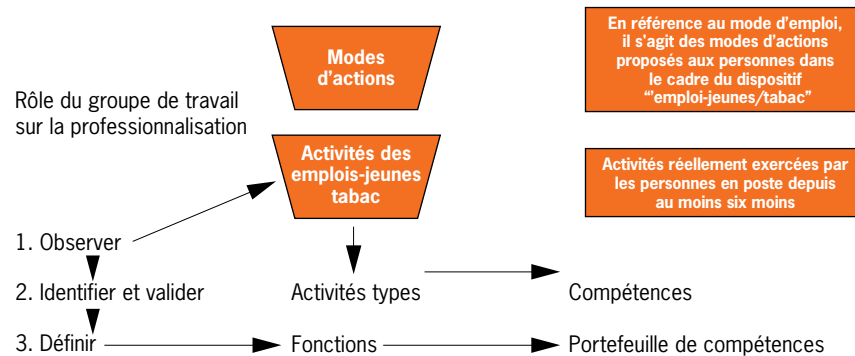 Modes
d'actions
En référence au mode d'emploi,
il s'agit des modes d'actions
proposés aux personnes dans
le cadre du dispositif
“'emploi-jeunes/tabac”
Rôle du groupe de travail
sur la professionnalisation
Activités des
emplois-jeunes
tabac
Activités réellement exercées par
les personnes en poste depuis
au moins six moins
1. Observer
2. Identifier et valider
Activités types
Compétences
3. Définir
Fonctions
Portefeuille de compétences